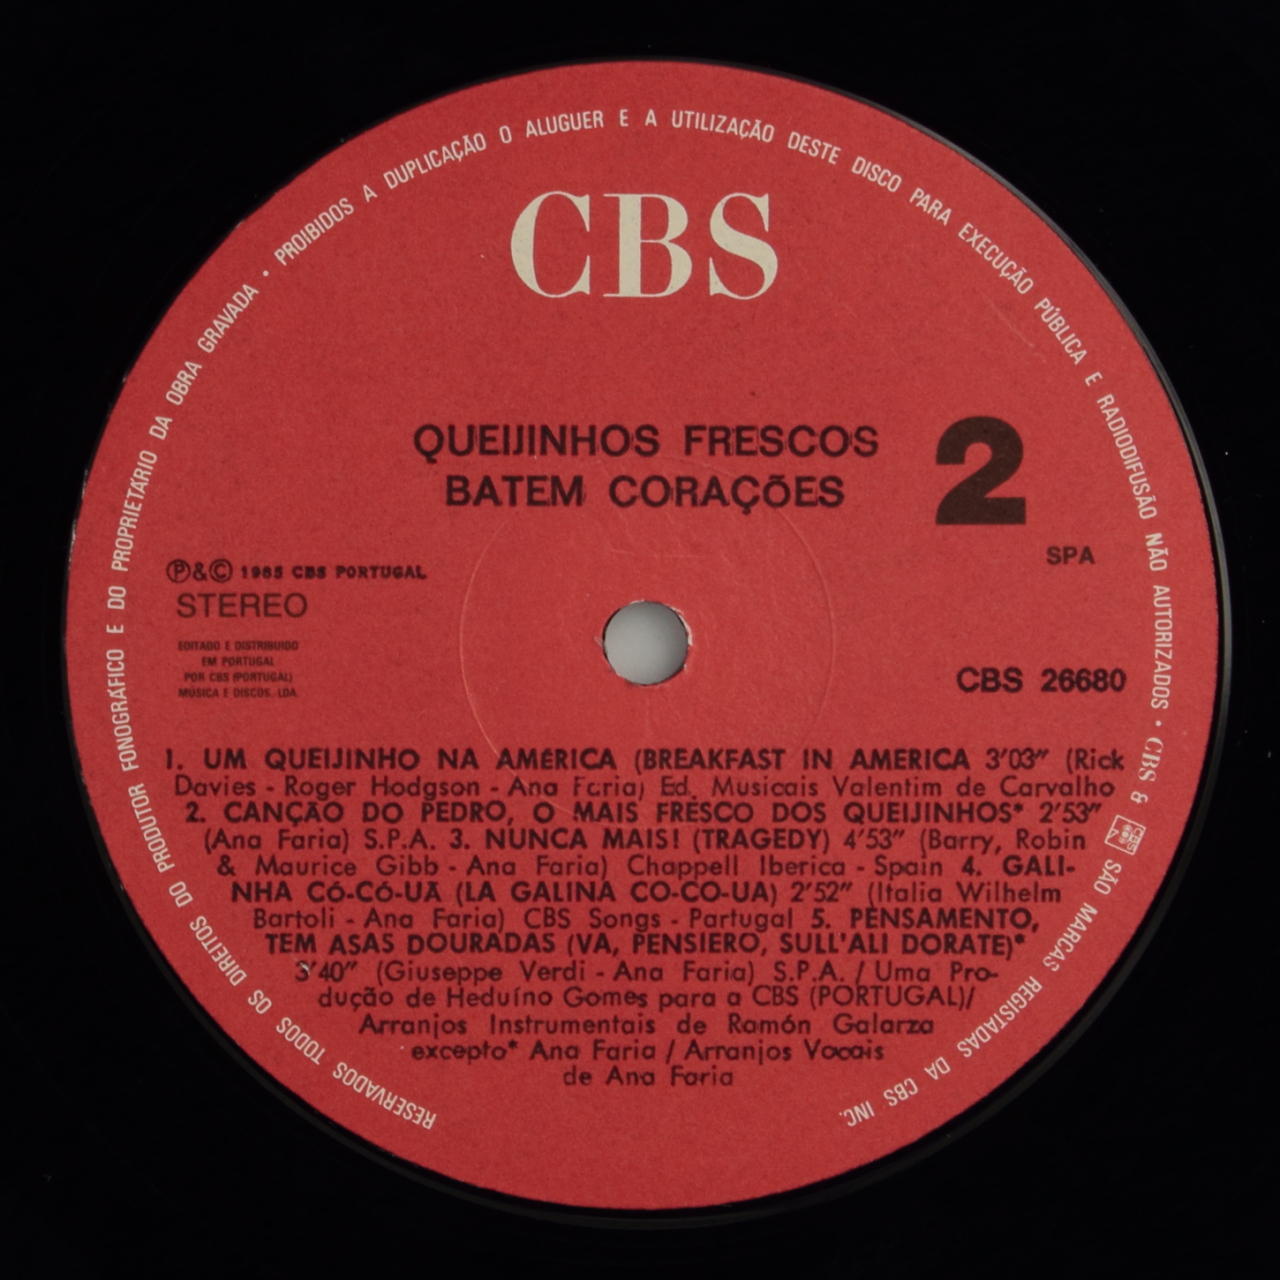 RESERVADOS TODOS OS DIREITOS DO PRODUTOR FONOGRÁFICO E DO PROPRIETÁRIO DA OBRA GRAVADA • PROIBIDOS A DUPLICAÇÃO O ALUGUER E A UTILIZAÇÃO DESTE DISCO PARA EXECUÇÃO PÚBLICA E RADIODIFUSÃO NÃO AUTORIZADOS • CBS & CBS SÃO MARCAS REGISTADAS DA CBS INC.
CBS
QUEIJINHOS FRESCOS
BATEM CORAÇÕES
2
SPA
Ⓟ&© 1985 CBS PORTUGAL
STEREO
EDITADO E DISTRIBUIDO
EM PORTUGAL
POR CBS (PORTUGAL)
MÚSICA E DISCOS, LDA.
CBS 26680
1. UM QUEIJINHO NA AMÉRICA (BREAKFAST IN AMERICA 3'03" (Rick
Davies - Roger Hodgson - Ana Faria) Ed. Musicais Valentim de Carvalho
2. CANÇÃO DO PEDRO, O MAIS FRESCO DOS QUEIJINHOS* 2'53"
(Ana Faria) S.P.A. 3. NUNCA MAIS! (TRAGEDY) 4'53" (Barry, Robin
& Maurice Gibb - Ana Faria) Chappell Iberica - Spain 4. GALI-
NHA CÓ-CÓ-UÃ (LA GALINA CO-CO-UA) 2'52" (Italia Wilhelm
Bartoli - Ana Faria) CBS Songs - Partugal 5. PENSAMENTO,
TEM ASAS DOURADAS (VA, PENSIERO, SULL'ALI DORATE)*
3'40" (Giuseppe Verdi - Ana Faria) S.P.A. / Uma Pro-
dução de Heduíno Gomes para a CBS (PORTUGAL)/
Arranjos Instrumentais de Ramón Galarza
excepto* Ana Faria / Arranjos Vocais
de Ana Faria